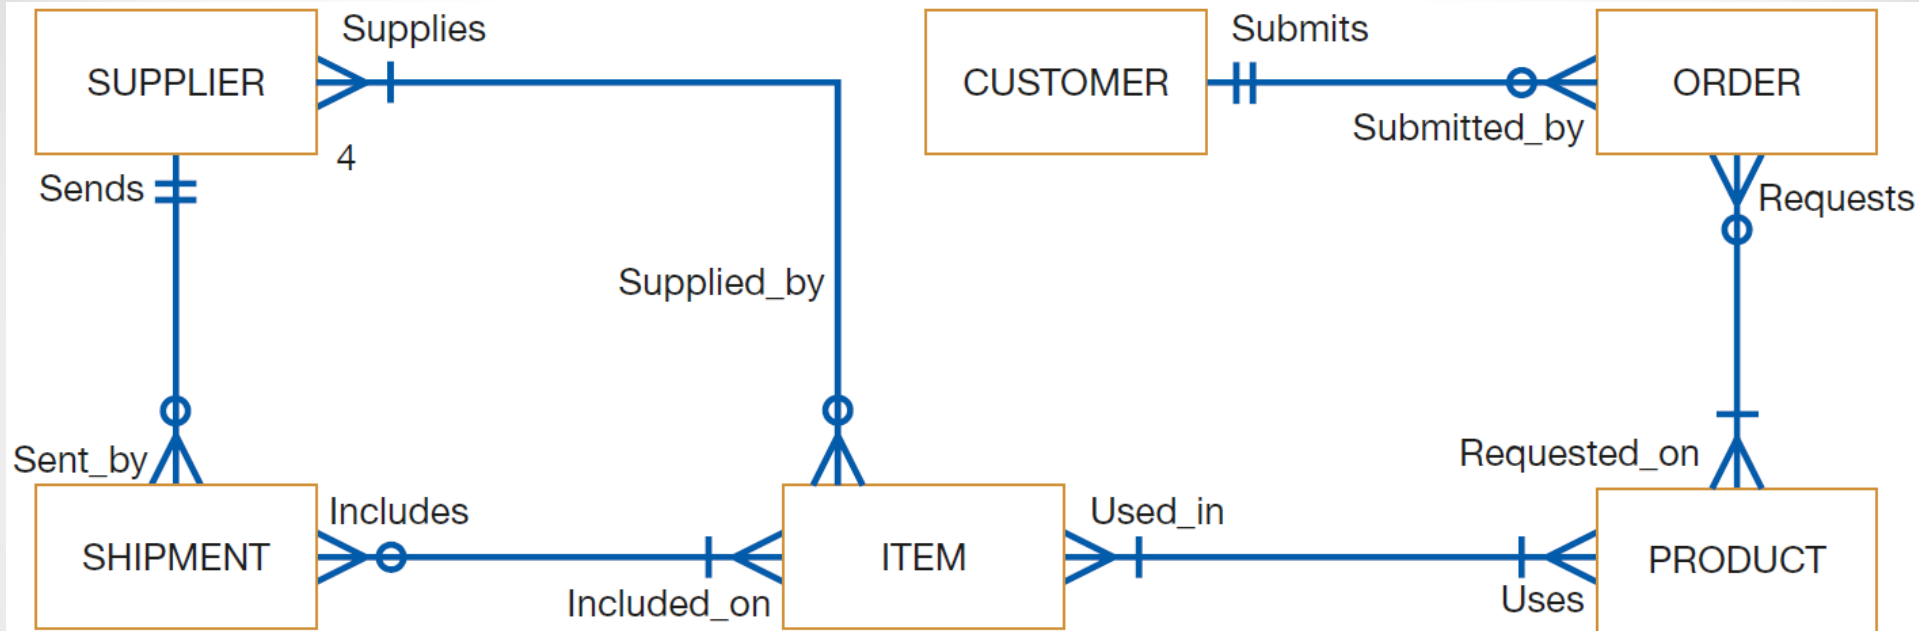 Supplies
Submits
SUPPLIER
CUSTOMER
ORDER
Submitted_by
4
Sends
Requests
Supplied_by
Sent_by
Requested_on
Includes
Used_in
SHIPMENT
ITEM
PRODUCT
Included_on
Uses